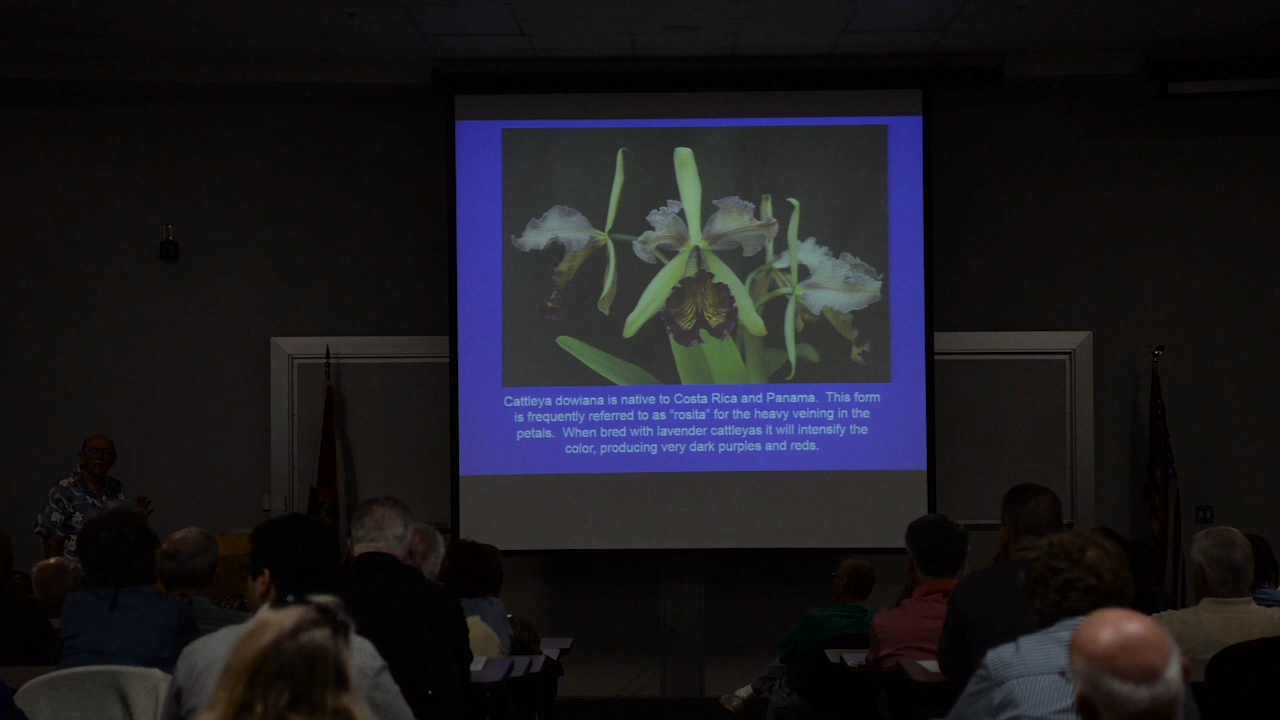 Cattleya dowiana is native to Costa Rica and Panama.  This form
is frequently referred to as “rosita” for the heavy veining in the
petals.  When bred with lavender cattleyas it will intensify the
color, producing very dark purples and reds.